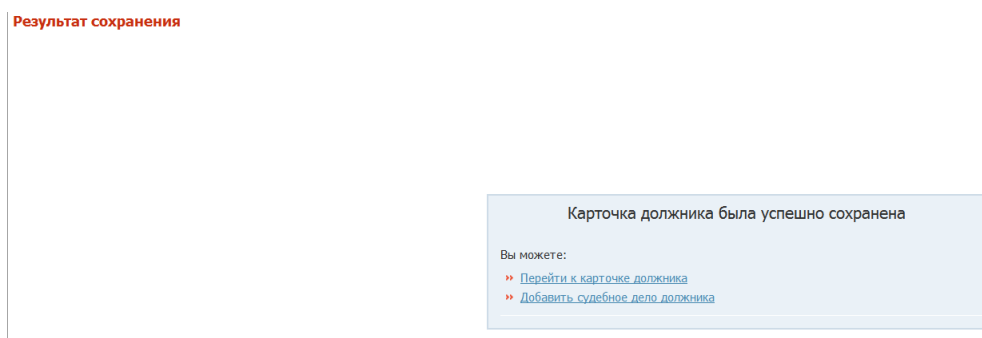 Результат сохранения
Карточка должника была успешно сохранена
Вы можете:
Перейти к карточке должника
Добавить судебное дело должника